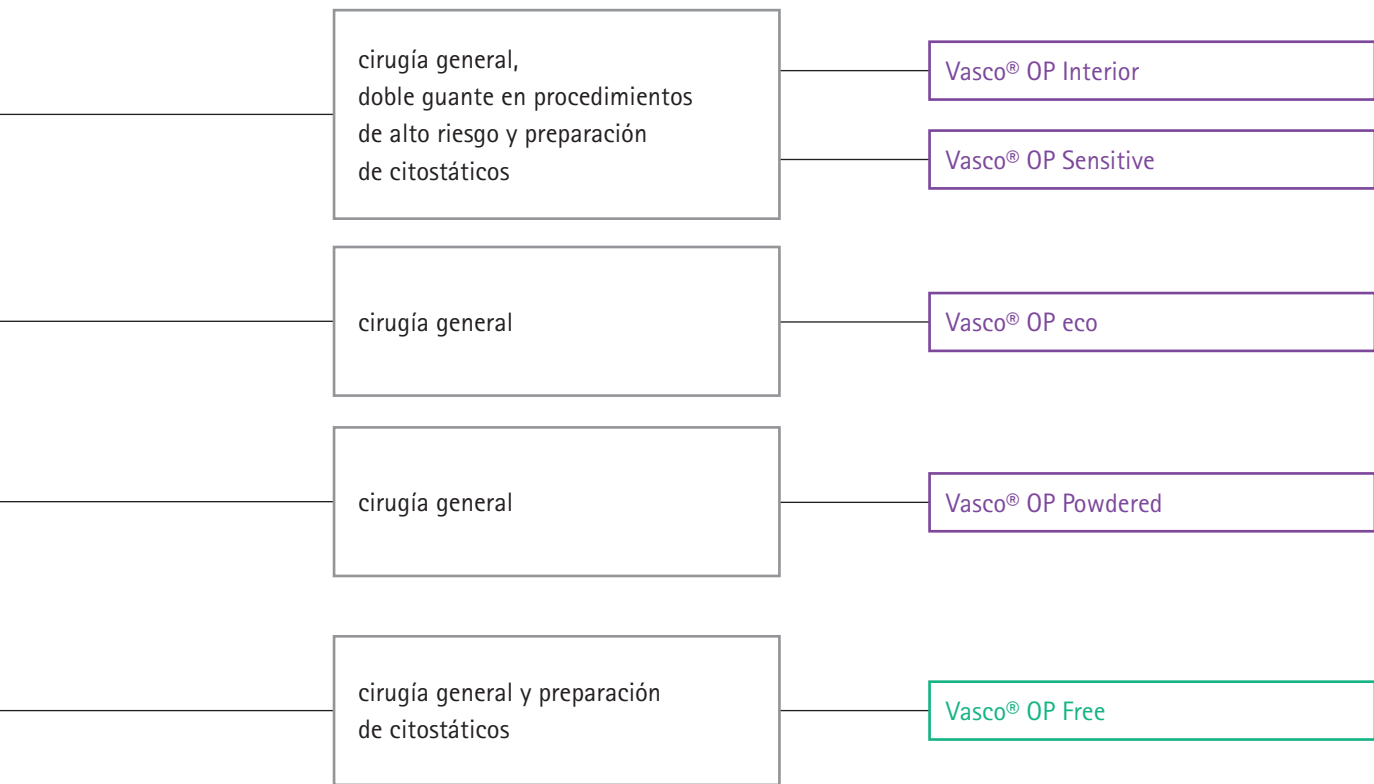 cirugía general,
doble guante en procedimientos
de alto riesgo y preparación
de citostáticos
Vasco® OP Interior
Vasco® OP Sensitive
cirugía general
Vasco® OP eco
cirugía general
Vasco® OP Powdered
cirugía general y preparación
de citostáticos
Vasco® OP Free